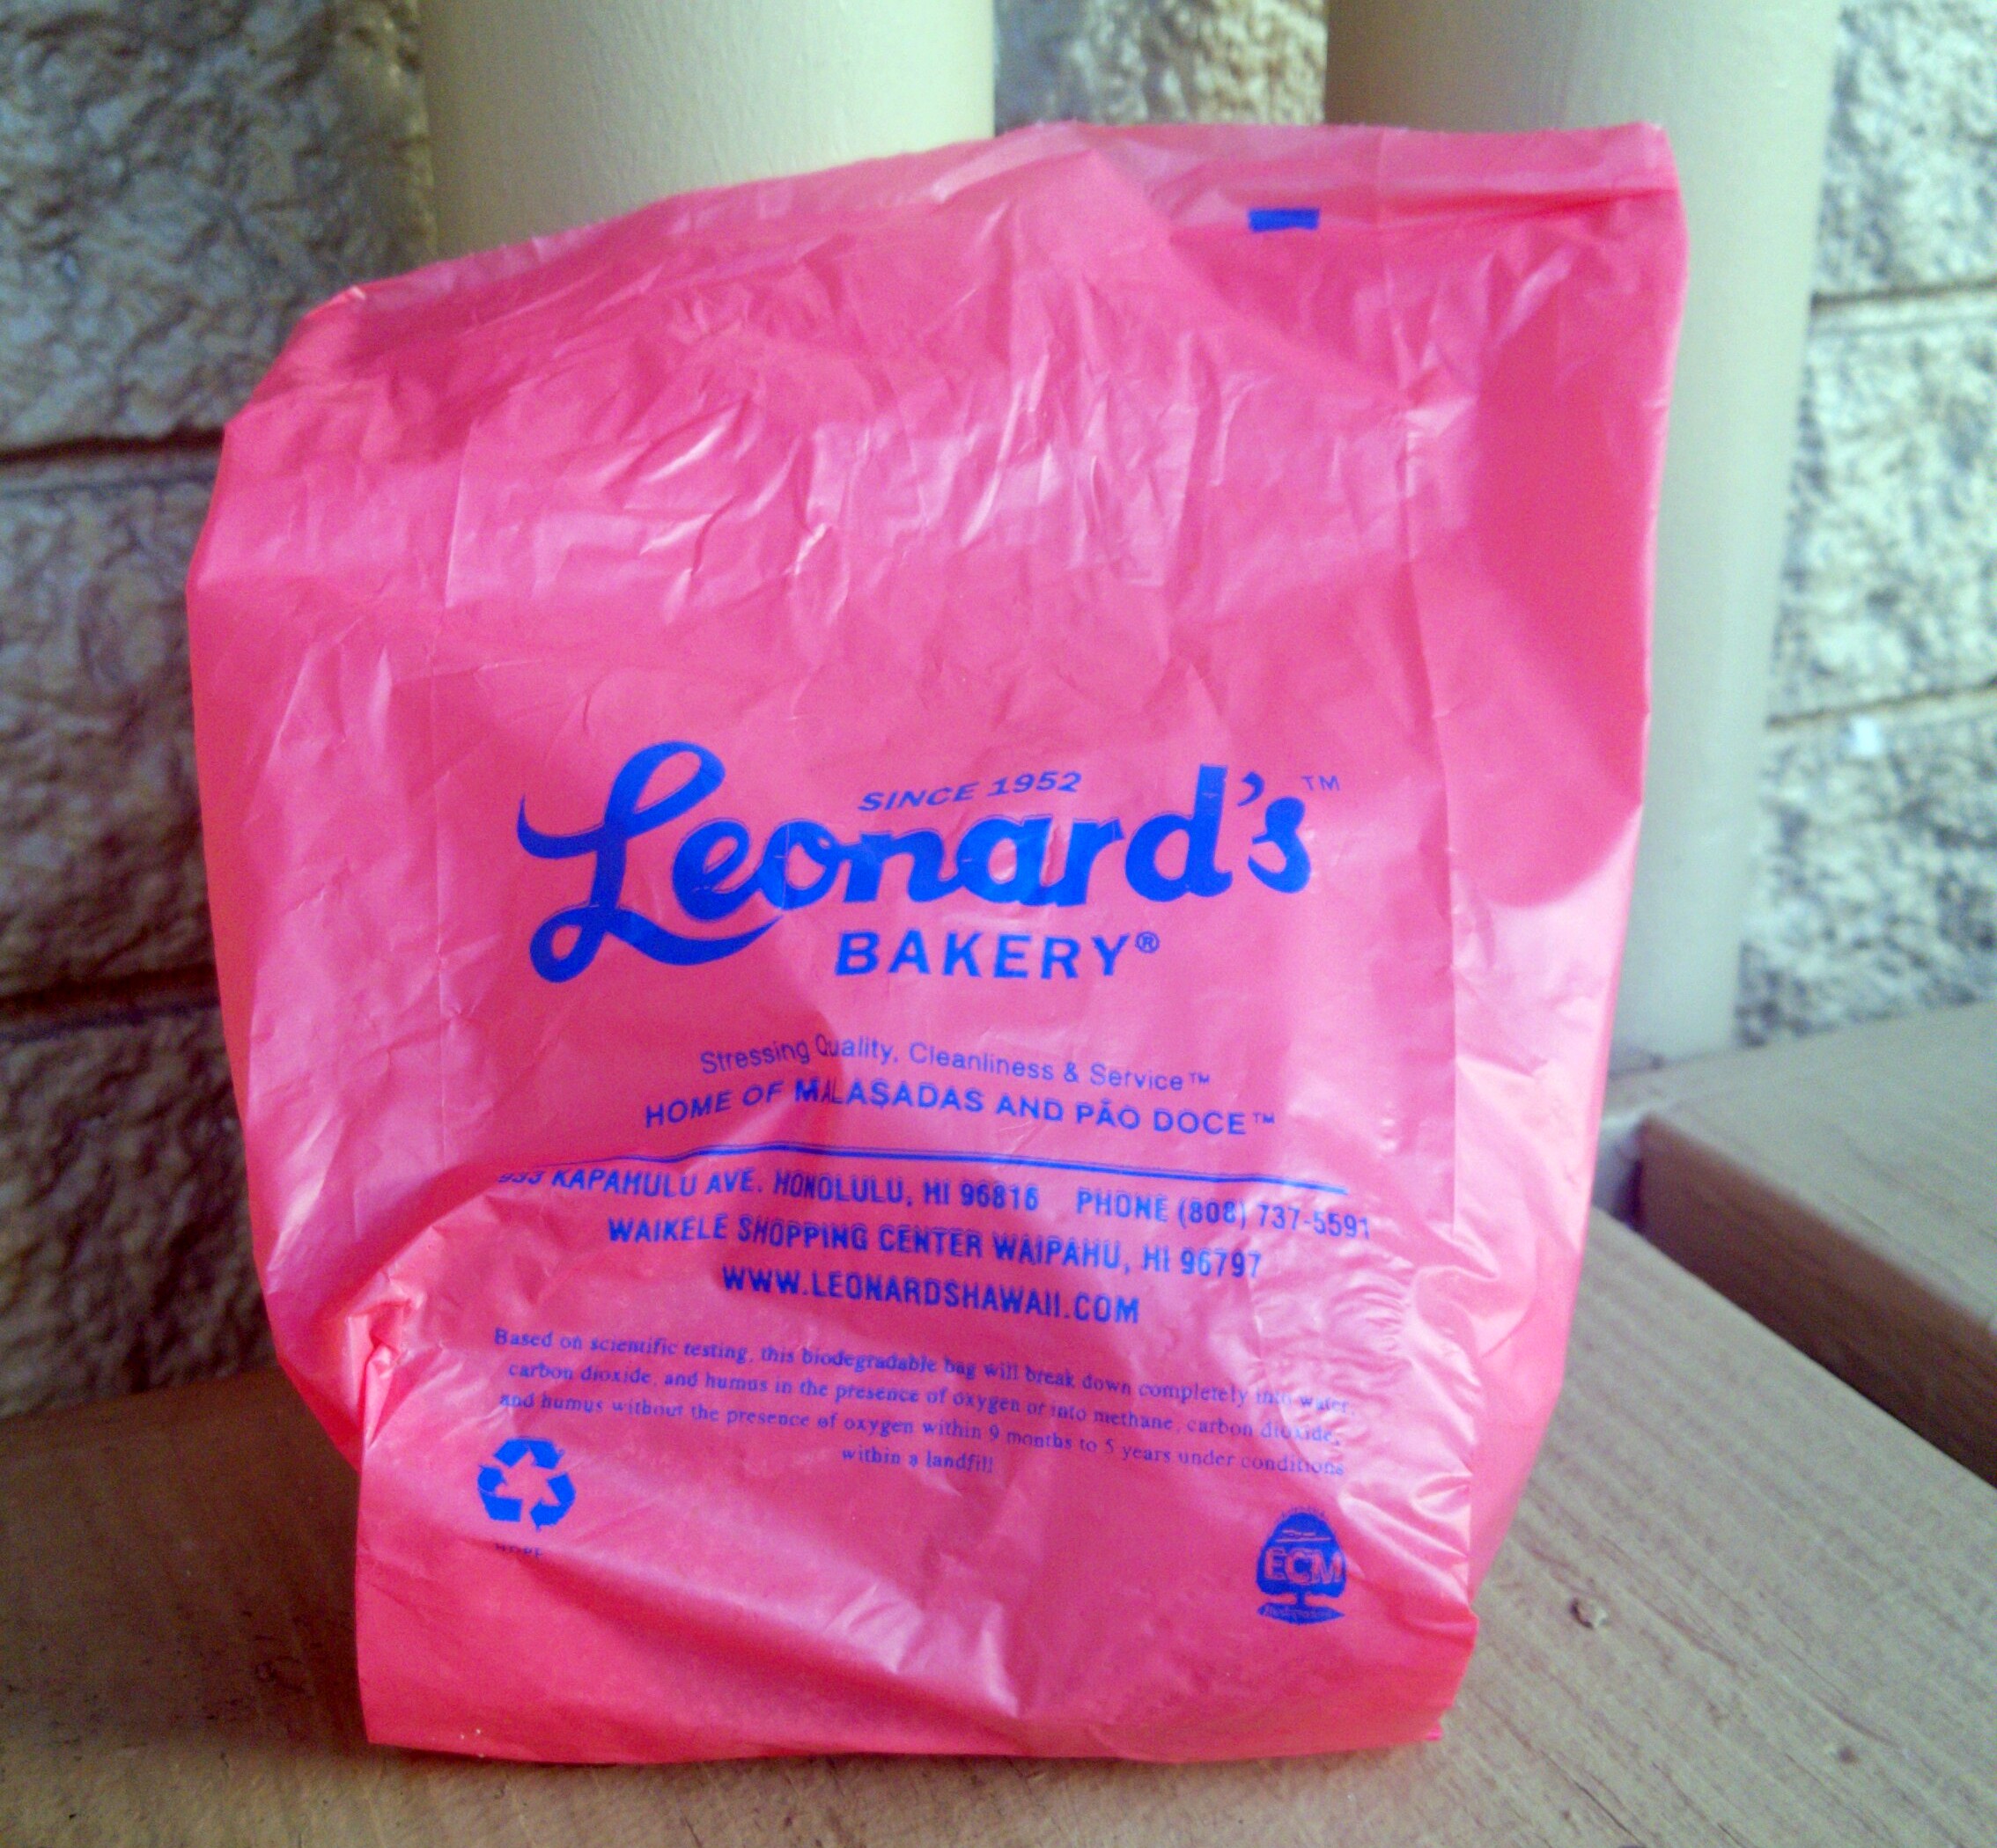 SINCE 1952
Leonard's™
BAKERY®
Stressing Quality, Cleanliness & Service™
HOME OF MALASADAS AND PÃO DOCE™
933 KAPAHULU AVE. HONOLULU, HI 96816 PHONE (808) 737-5591
WAIKELE SHOPPING CENTER WAIPAHU, HI 96797
WWW.LEONARDSHAWAII.COM
Based on scientific testing, this biodegradable bag will break down completely into water,
carbon dioxide, and humus in the presence of oxygen or into methane, carbon dioxide,
and humus without the presence of oxygen within 9 months to 5 years under conditions
within a landfill
ECM